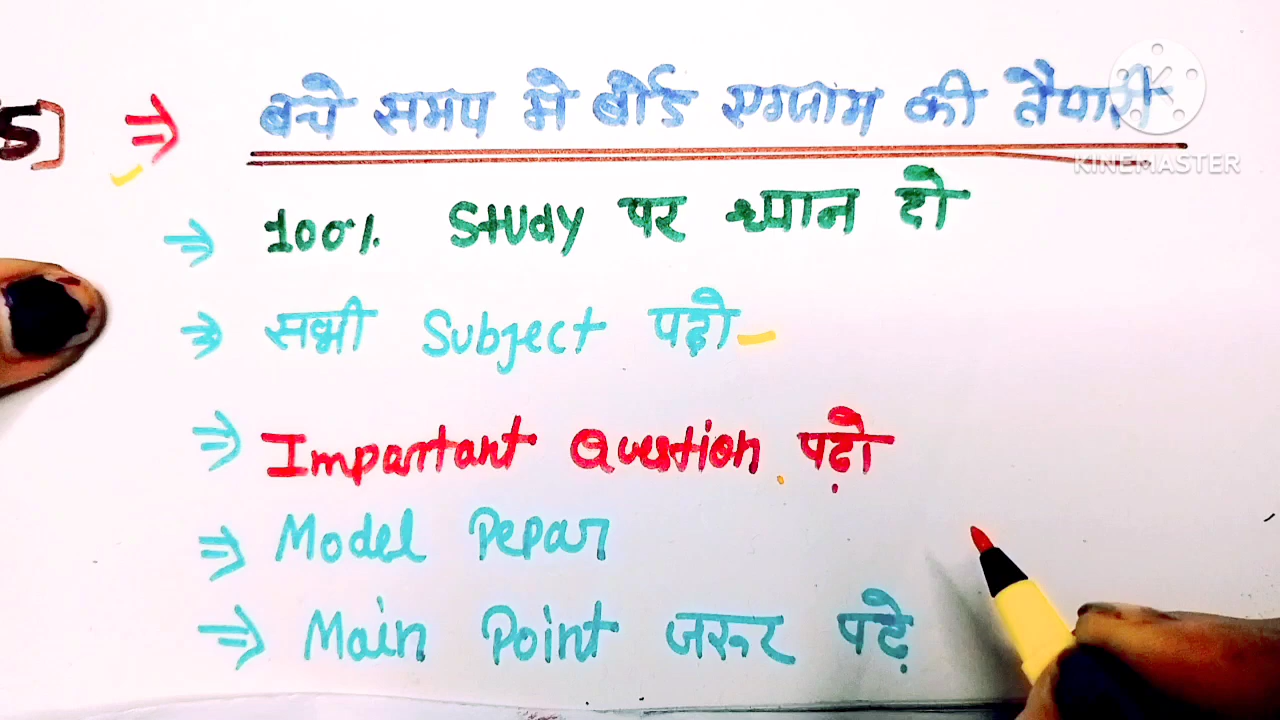 5] ⇒ बचे समय मे बोर्ड एग्जाम की तैयारी
KINEMASTER
⇒ 100% Study पर ध्यान दो
⇒ सभी Subject पढ़ो
⇒ Impartant Question पढ़ो
⇒ Model Pepar
⇒ Main Point जरूर पढ़े